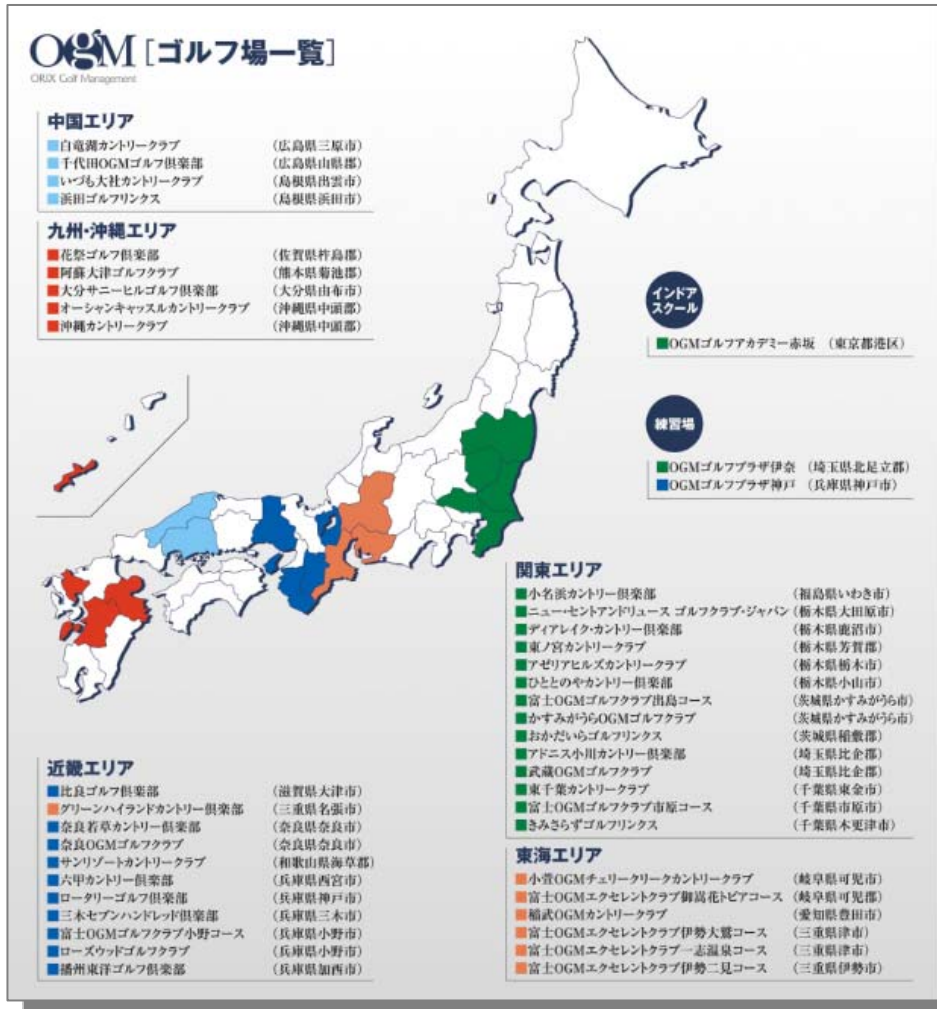 OgM [ゴルフ場一覧]
ORIX Golf Management
中国エリア
白竜湖カントリークラブ (広島県三原市)
千代田OGMゴルフ倶楽部 (広島県山県郡)
いづも大社カントリークラブ (島根県出雲市)
浜田ゴルフリンクス (島根県浜田市)
九州・沖縄エリア
花祭ゴルフ倶楽部 (佐賀県杵島郡)
阿蘇大津ゴルフクラブ (熊本県菊池郡)
大分サニーヒルゴルフ倶楽部 (大分県由布市)
オーシャンキャッスルカントリークラブ (沖縄県中頭郡)
沖縄カントリークラブ (沖縄県中頭郡)
インドア
スクール
OGMゴルフアカデミー赤坂 (東京都港区)
練習場
OGMゴルフプラザ伊奈 (埼玉県北足立郡)
OGMゴルフプラザ神戸 (兵庫県神戸市)
関東エリア
小名浜カントリー倶楽部 (福島県いわき市)
ニュー・セントアンドリュース ゴルフクラブ・ジャパン (栃木県大田原市)
ディアレイク・カントリー倶楽部 (栃木県鹿沼市)
東ノ宮カントリークラブ (栃木県芳賀郡)
アゼリアヒルズカントリークラブ (栃木県栃木市)
ひととのやカントリー倶楽部 (栃木県小山市)
富士OGMゴルフクラブ出島コース (茨城県かすみがうら市)
かすみがうらOGMゴルフクラブ (茨城県かすみがうら市)
おかだいらゴルフリンクス (茨城県稲敷郡)
アドニス小川カントリー倶楽部 (埼玉県比企郡)
武蔵OGMゴルフクラブ (埼玉県比企郡)
東千葉カントリークラブ (千葉県東金市)
富士OGMゴルフクラブ市原コース (千葉県市原市)
きみさらずゴルフリンクス (千葉県木更津市)
近畿エリア
比良ゴルフ倶楽部 (滋賀県大津市)
グリーンハイランドカントリー倶楽部 (三重県名張市)
奈良若草カントリー倶楽部 (奈良県奈良市)
奈良OGMゴルフクラブ (奈良県奈良市)
サンリゾートカントリークラブ (和歌山県海草郡)
六甲カントリー倶楽部 (兵庫県西宮市)
ロータリーゴルフ倶楽部 (兵庫県神戸市)
三木セブンハンドレッド倶楽部 (兵庫県三木市)
富士OGMゴルフクラブ小野コース (兵庫県小野市)
ローズウッドゴルフクラブ (兵庫県小野市)
播州東洋ゴルフ倶楽部 (兵庫県加西市)
東海エリア
小萱OGMチェリークリークカントリークラブ (岐阜県可児市)
富士OGMエクセレントクラブ御嵩花トピアコース (岐阜県可児郡)
稲武OGMカントリークラブ (愛知県豊田市)
富士OGMエクセレントクラブ伊勢大鷲コース (三重県津市)
富士OGMエクセレントクラブ一志温泉コース (三重県津市)
富士OGMエクセレントクラブ伊勢二見コース (三重県伊勢市)